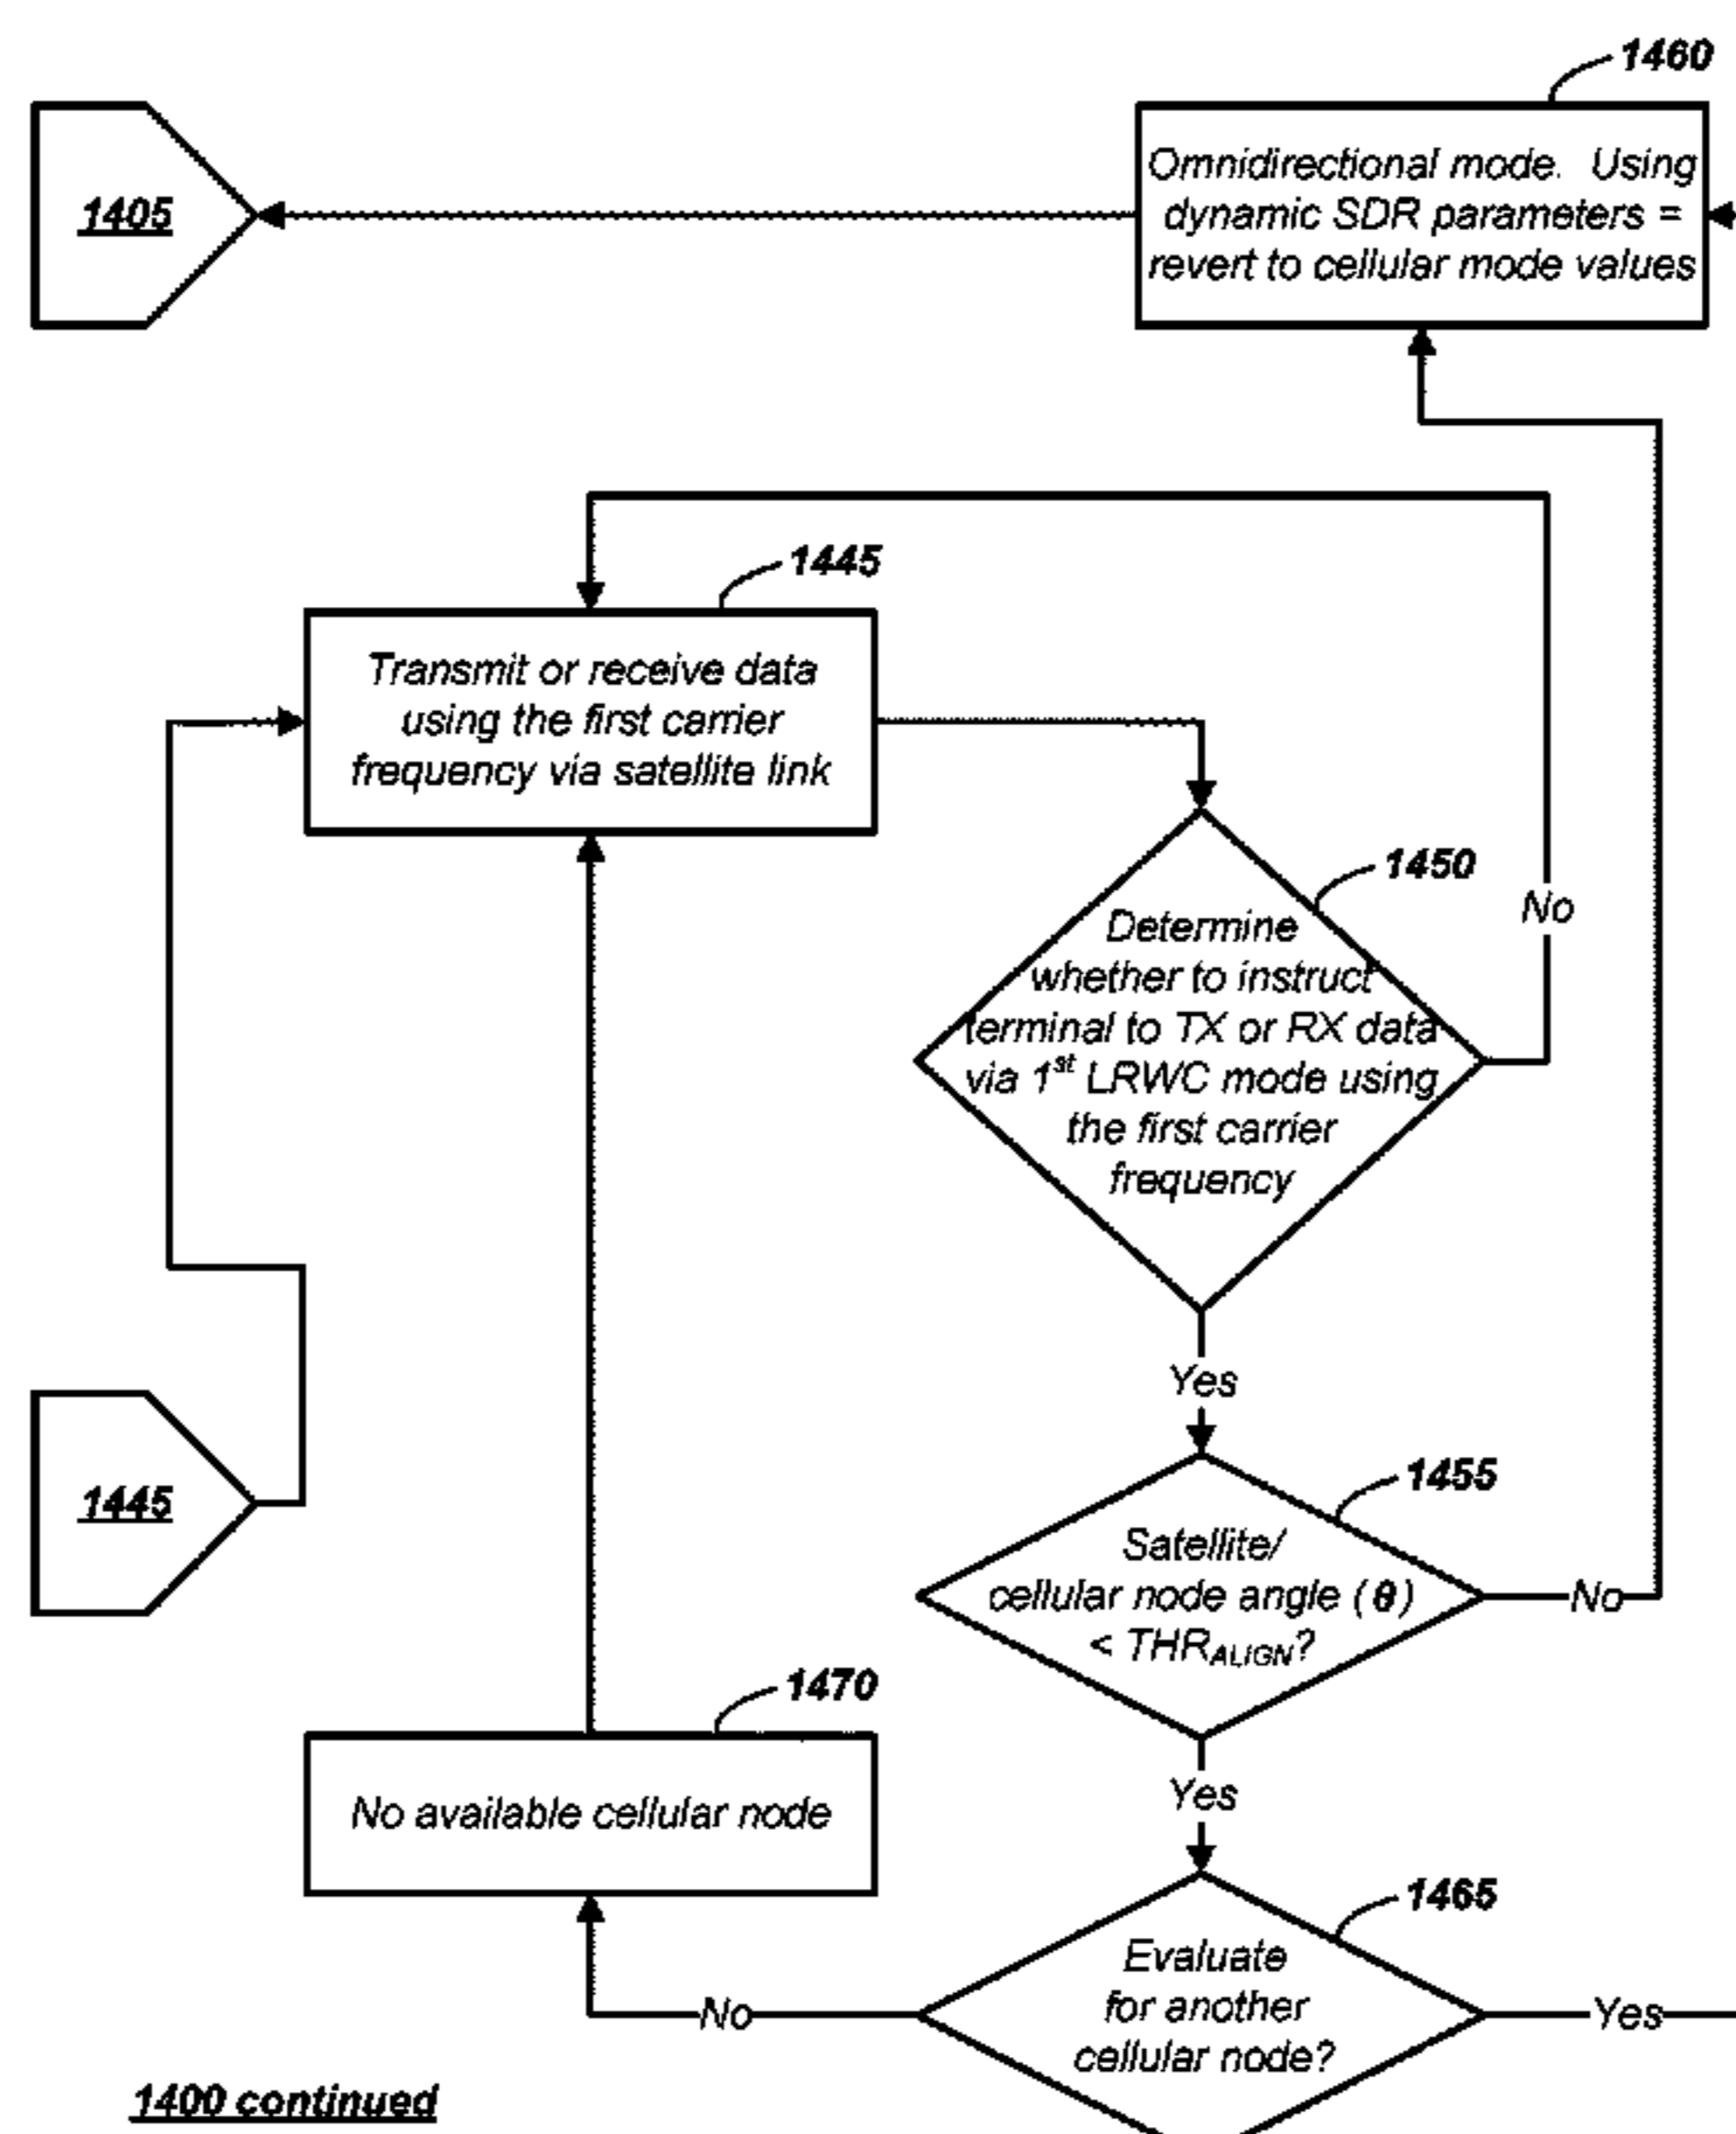 1460
1405
Omnidirectional mode. Using
dynamic SDR parameters =
revert to cellular mode values
1445
Transmit or receive data
using the first carrier
frequency via satellite link
1450
No
Determine
whether to instruct
terminal to TX or RX data
via 1st LRWC mode using
the first carrier
frequency
Yes
1445
1455
Satellite/
cellular node angle (θ)
< THRALIGN?
No
1470
No available cellular node
Yes
1465
Evaluate
for another
cellular node?
No
Yes
1400 continued